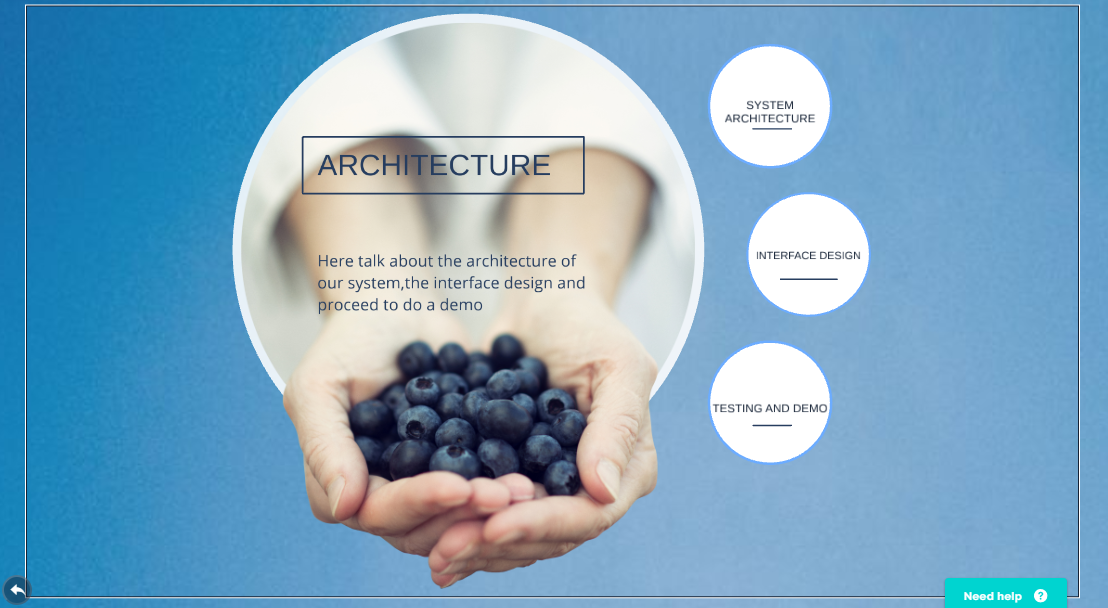 ARCHITECTURE
Here talk about the architecture of
our system,the interface design and
proceed to do a demo
SYSTEM
ARCHITECTURE
INTERFACE DESIGN
TESTING AND DEMO
Need help ?